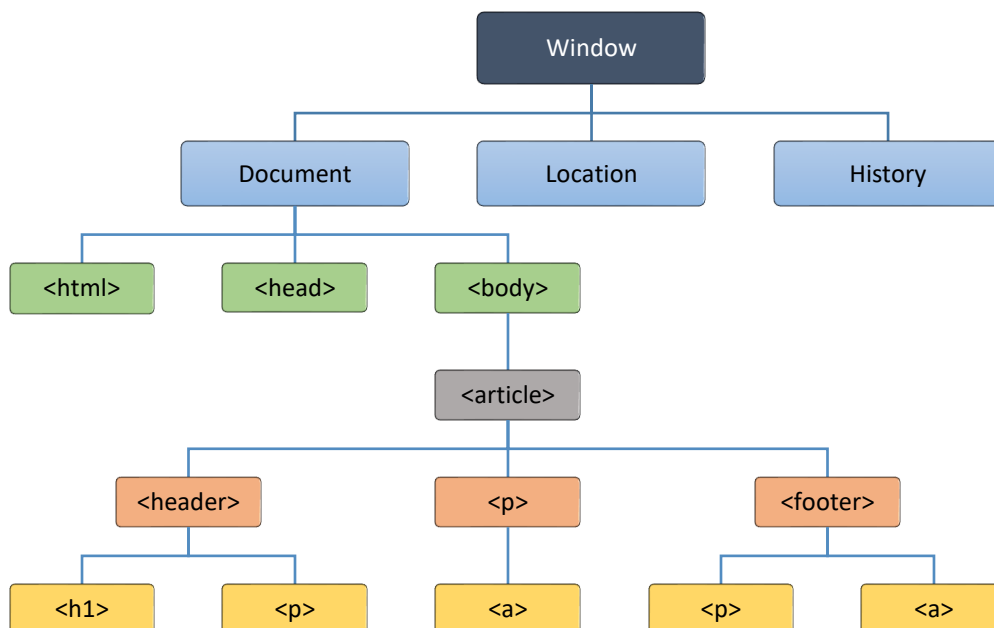 Window
Document
Location
History
<html>
<head>
<body>
<article>
<header>
<p>
<footer>
<h1>
<p>
<a>
<p>
<a>